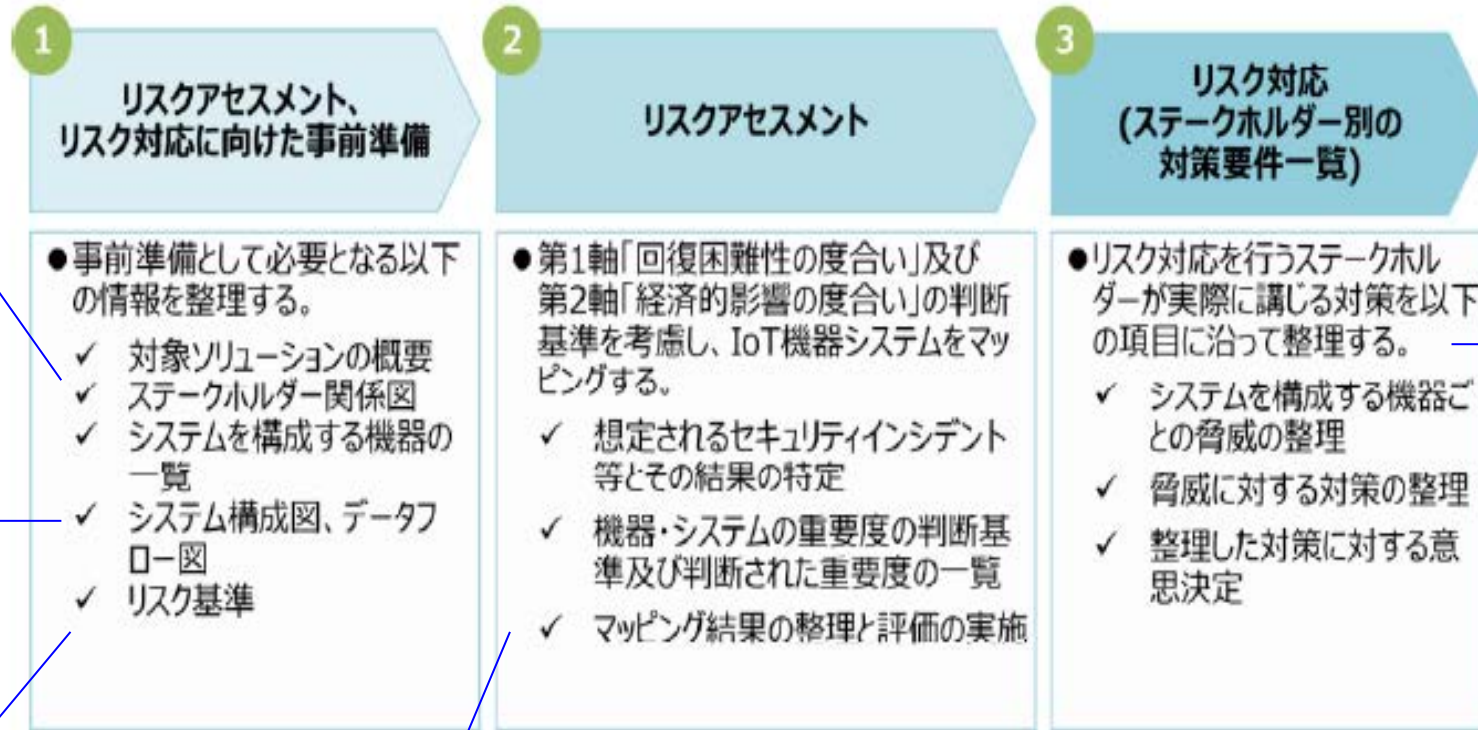 1
リスクアセスメント、
リスク対応に向けた事前準備
●事前準備として必要となる以下
の情報を整理する。
✓ 対象ソリューションの概要
✓ ステークホルダー関係図
✓ システムを構成する機器の
一覧
✓ システム構成図、データフ
ロー図
✓ リスク基準
2
リスクアセスメント
●第1軸「回復困難性の度合い」及び
第2軸「経済的影響の度合い」の判断
基準を考慮し、IoT機器システムをマッ
ピングする。
✓ 想定されるセキュリティインシデント
等とその結果の特定
✓ 機器・システムの重要度の判断基
準及び判断された重要度の一覧
✓ マッピング結果の整理と評価の実施
3
リスク対応
(ステークホルダー別の
対策要件一覧)
●リスク対応を行うステークホル
ダーが実際に講じる対策を以下
の項目に沿って整理する。
✓ システムを構成する機器ご
との脅威の整理
✓ 脅威に対する対策の整理
✓ 整理した対策に対する意
思決定